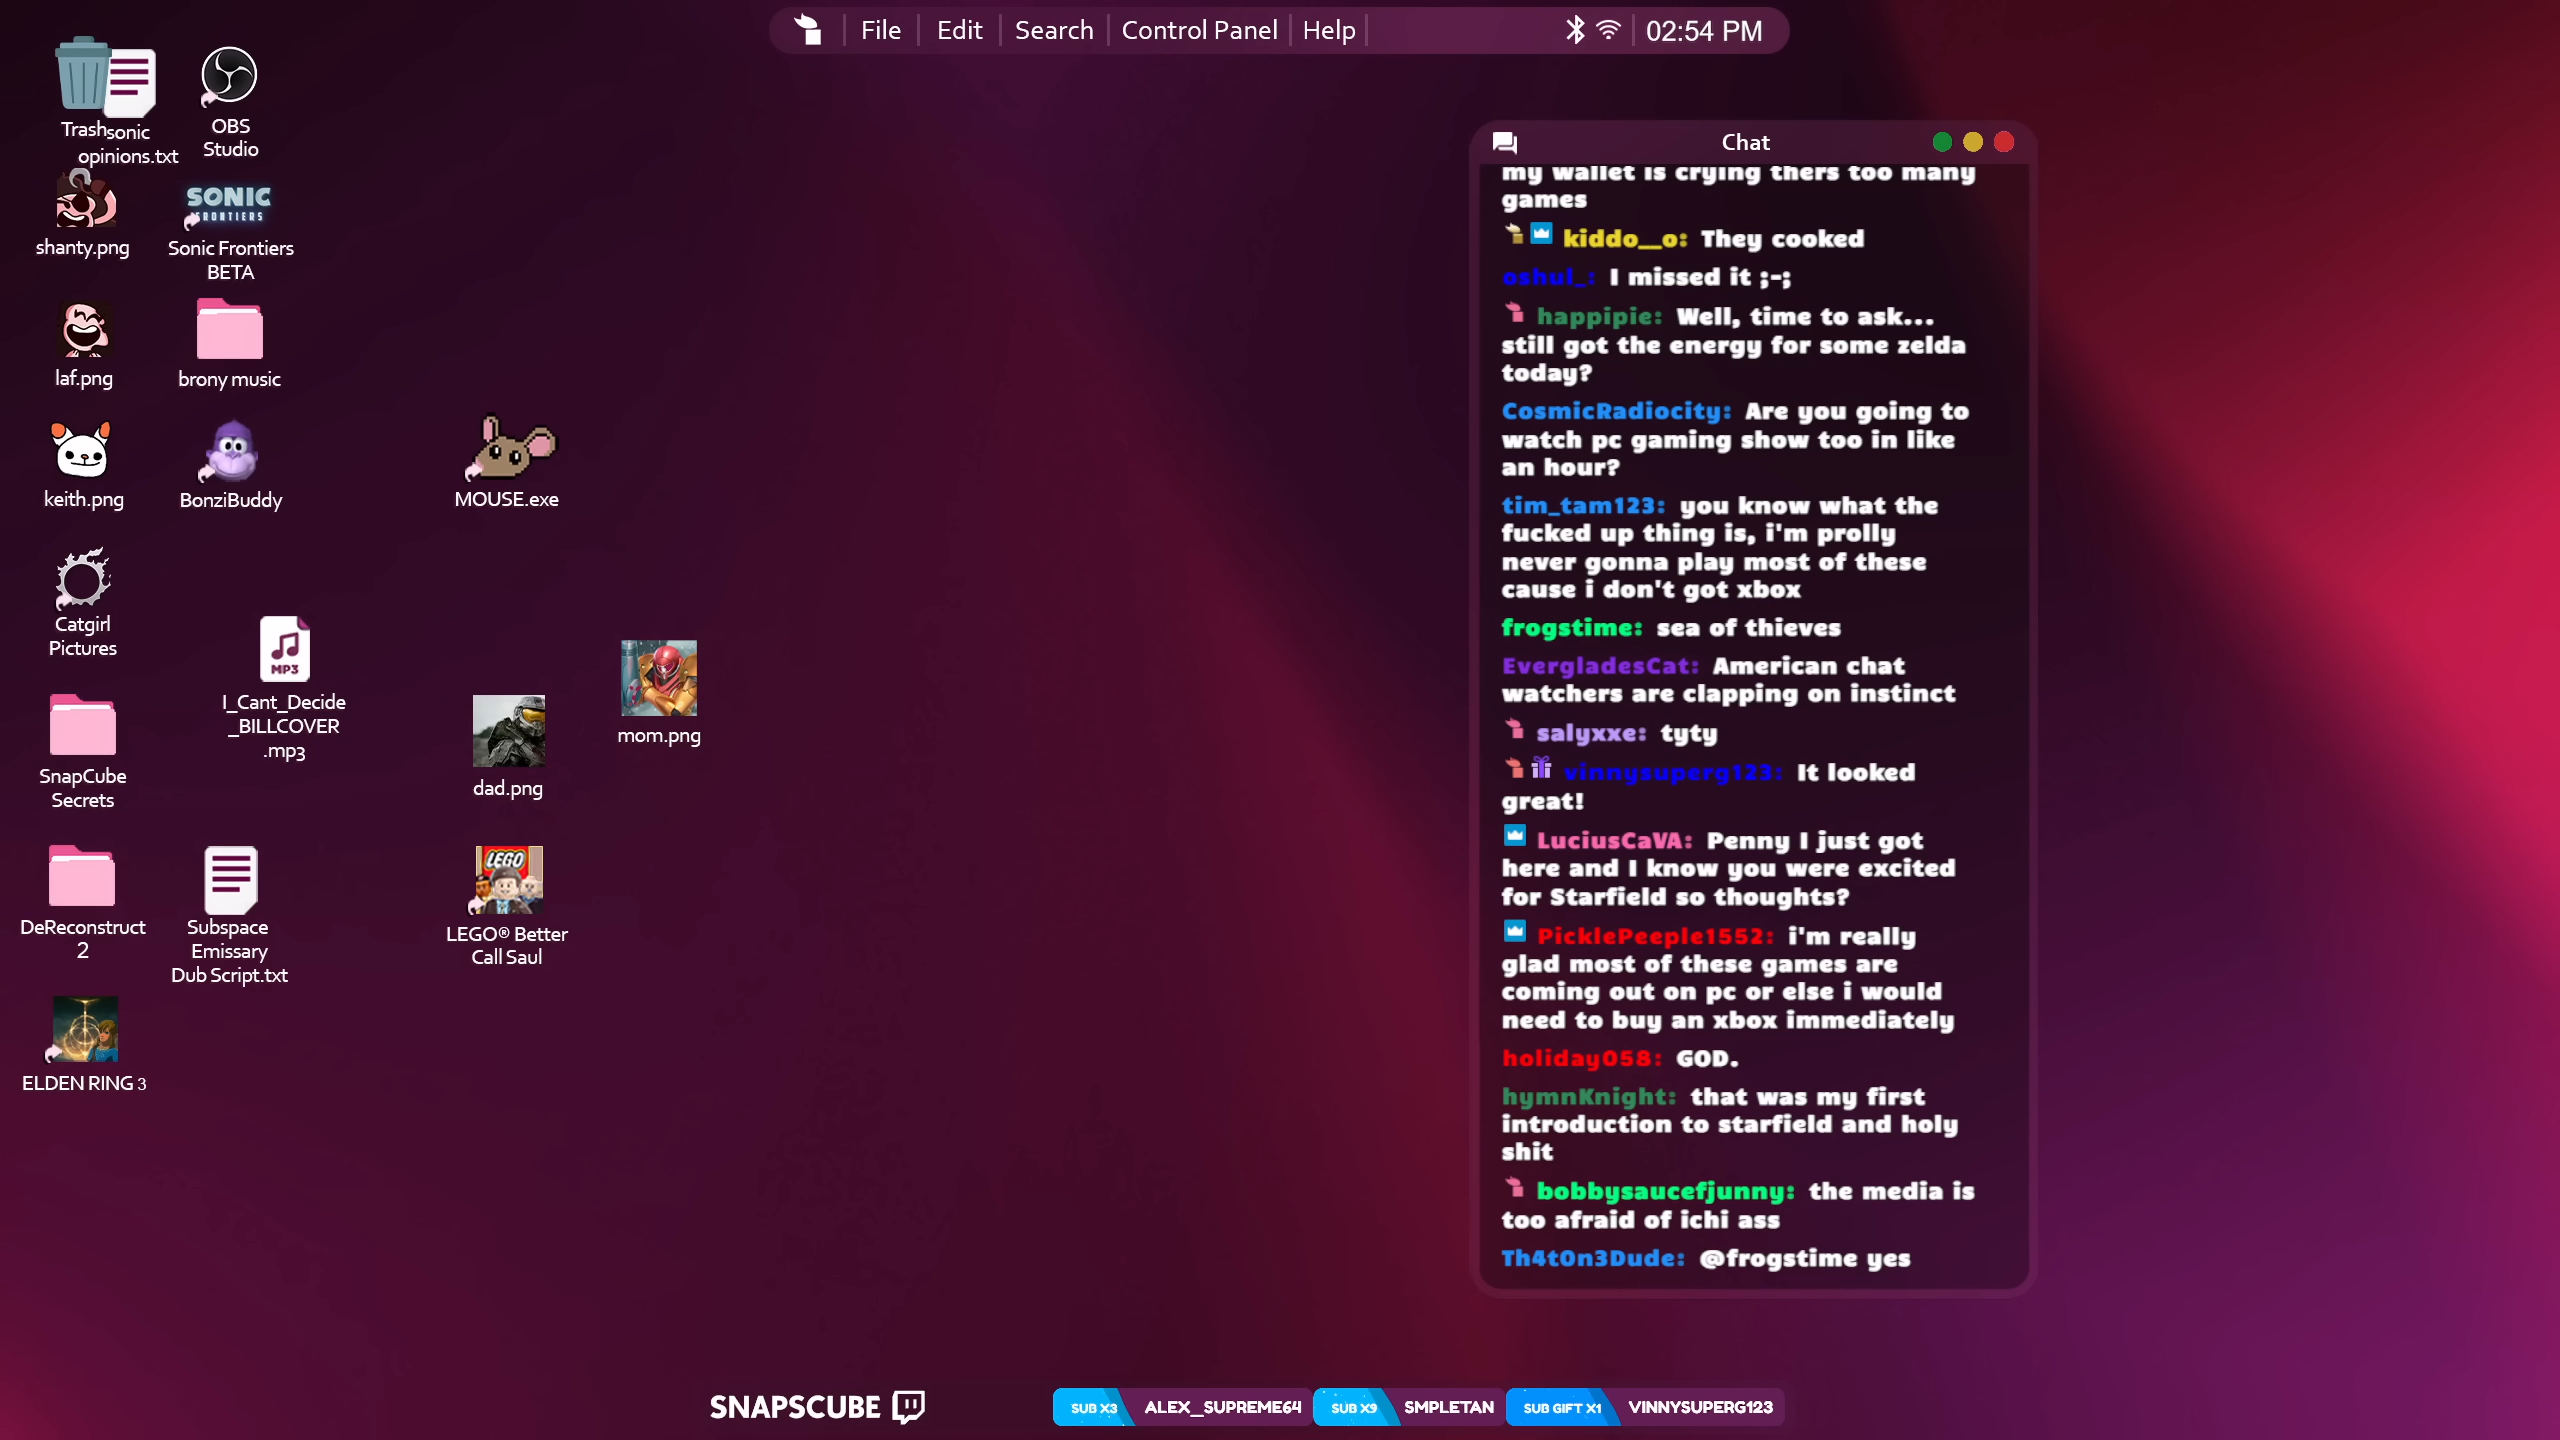 File
Edit
Search
Control Panel
Help
02:54 PM
Trash
sonic
opinions.txt
OBS
Studio
shanty.png
SONIC
FRONTIERS
Sonic Frontiers
BETA
laf.png
brony music
keith.png
BonziBuddy
MOUSE.exe
Catgirl
Pictures
MP3
I_Cant_Decide
_BILLCOVER
.mp3
mom.png
SnapCube
Secrets
dad.png
DeReconstruct
2
Subspace
Emissary
Dub Script.txt
LEGO
LEGO® Better
Call Saul
ELDEN RING 3
Chat
my wallet is crying thers too many
games
kiddo__o: They cooked
oshul_: I missed it ;-;
happipie: Well, time to ask...
still got the energy for some zelda
today?
CosmicRadiocity: Are you going to
watch pc gaming show too in like
an hour?
tim_tam123: you know what the
fucked up thing is, i'm prolly
never gonna play most of these
cause i don't got xbox
frogstime: sea of thieves
EvergladesCat: American chat
watchers are clapping on instinct
salyxxe: tyty
vinnysuperg123: It looked
great!
LuciusCaVA: Penny I just got
here and I know you were excited
for Starfield so thoughts?
PicklePeeple1552: i'm really
glad most of these games are
coming out on pc or else i would
need to buy an xbox immediately
holiday058: GOD.
hymnKnight: that was my first
introduction to starfield and holy
shit
bobbysaucefjunny: the media is
too afraid of ichi ass
Th4tOn3Dude: @frogstime yes
SNAPSCUBE
SUB X3 ALEX_SUPREME64
SUB X9 SMPLETAN
SUB GIFT X1 VINNYSUPERG123